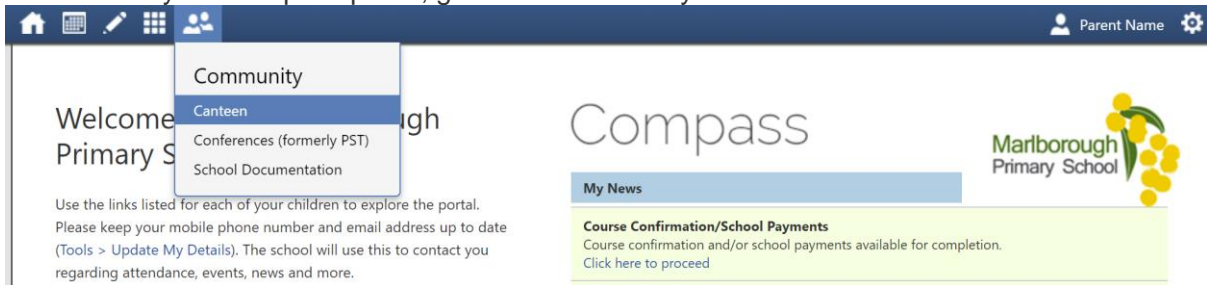 Parent Name
Community
Canteen
Conferences (formerly PST)
School Documentation
Welcome
Primary
Use the links listed for each of your children to explore the portal.
Please keep your mobile phone number and email address up to date
(Tools > Update My Details). The school will use this to contact you
regarding attendance, events, news and more.
Compass
Marlborough
Primary School
My News
Course Confirmation/School Payments
Course confirmation and/or school payments available for completion.
Click here to proceed